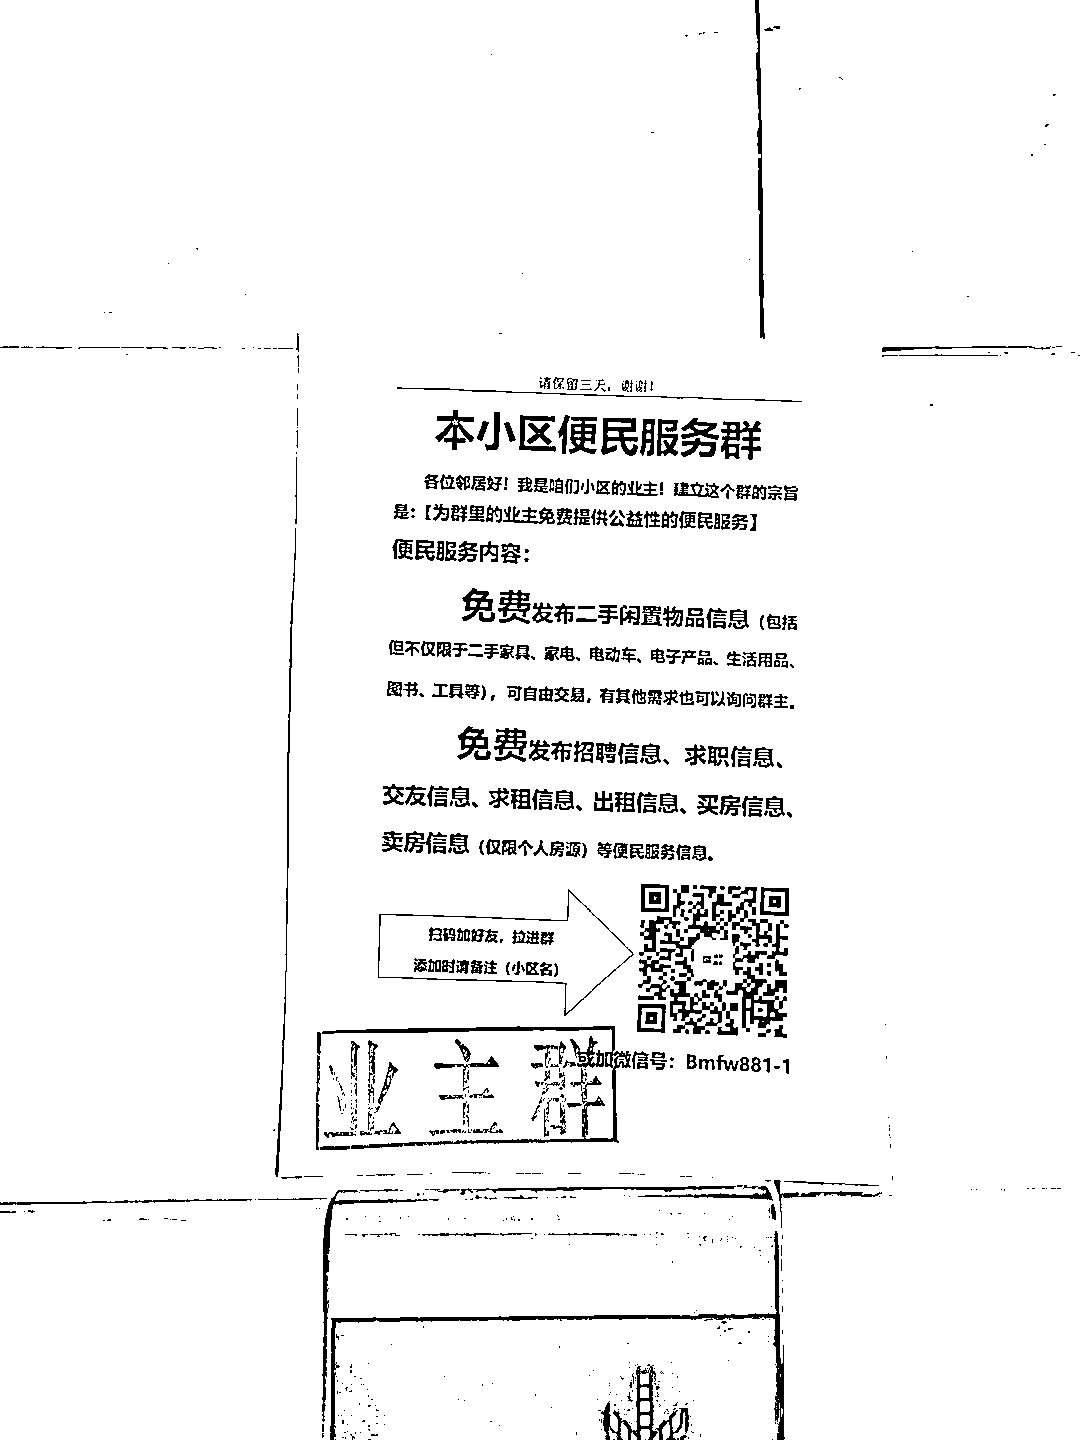 请保留三天，谢谢！
本小区便民服务群
各位邻居好！我是咱们小区的业主！建立这个群的宗旨
是：【为群里的业主免费提供公益性的便民服务】
便民服务内容：
免费发布二手闲置物品信息（包括
但不仅限于二手家具、家电、电动车、电子产品、生活用品、
图书、工具等），可自由交易，有其他需求也可以询问群主。
免费发布招聘信息、求职信息、
交友信息、求租信息、出租信息、买房信息、
卖房信息（仅限个人房源）等便民服务信息。
扫码加好友，拉进群
添加时请备注（小区名）
或加微信号：Bmfw881-1
业主群